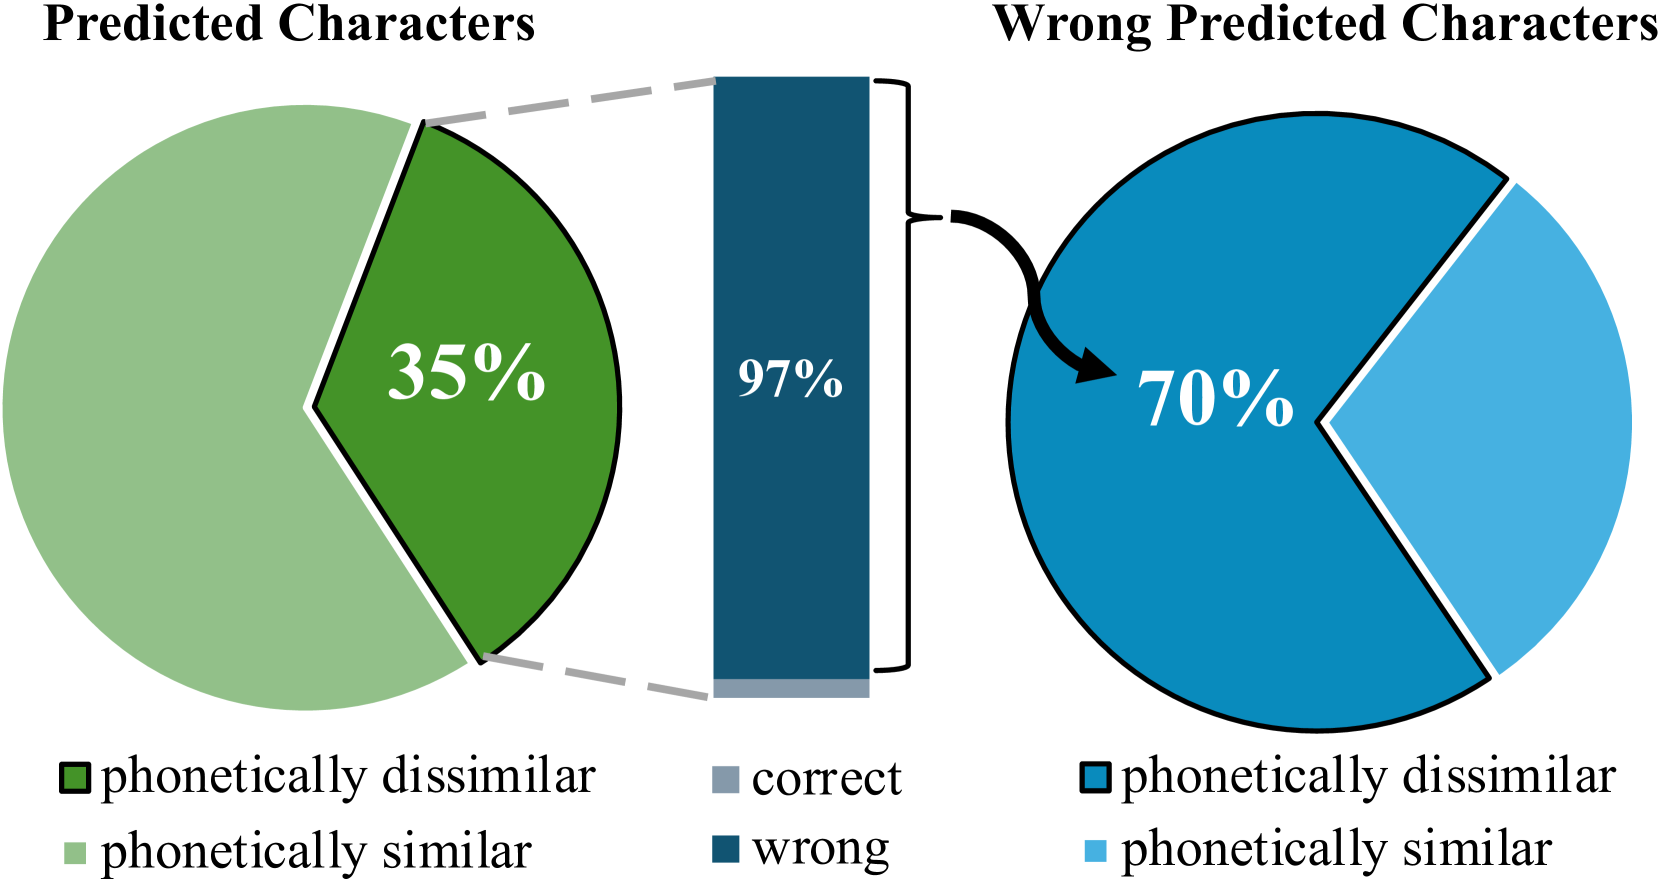 Predicted Characters
Wrong Predicted Characters
35%
97%
70%
phonetically dissimilar
phonetically similar
correct
wrong
phonetically dissimilar
phonetically similar